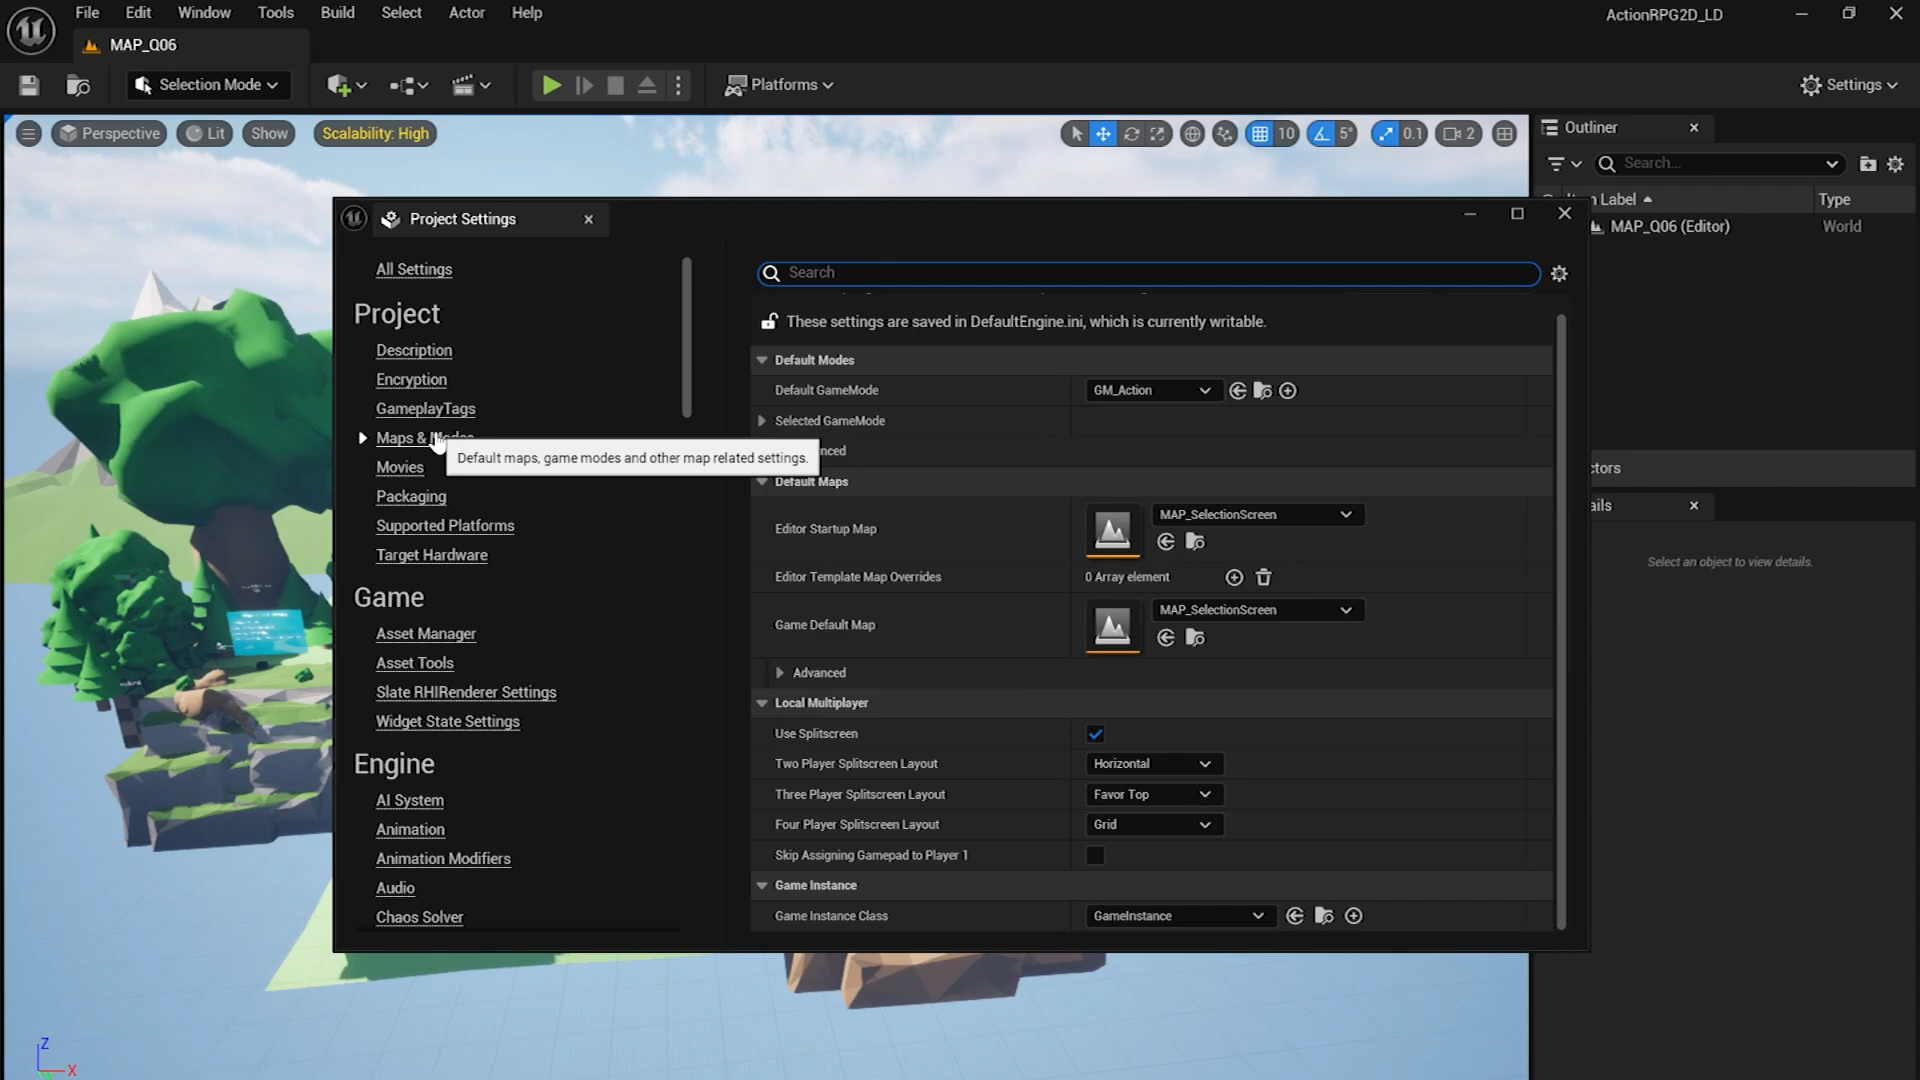 File Edit Window Tools Build Select Actor Help
ActionRPG2D_LD
MAP_Q06
Selection Mode
Platforms
Settings
Perspective Lit Show Scalability: High
10 5° 0.1 2
Outliner
Search...
Label Type
MAP_Q06 (Editor) World
Project Settings
All Settings
Project
Description
Encryption
GameplayTags
Maps &
Movies
Packaging
Supported Platforms
Target Hardware
Game
Asset Manager
Asset Tools
Slate RHIRenderer Settings
Widget State Settings
Engine
AI System
Animation
Animation Modifiers
Audio
Chaos Solver
Default maps, game modes and other map related settings.
Search
These settings are saved in DefaultEngine.ini, which is currently writable.
Default Modes
Default GameMode GM_Action
Selected GameMode
nced
Default Maps
Editor Startup Map MAP_SelectionScreen
Editor Template Map Overrides 0 Array element
Game Default Map MAP_SelectionScreen
Advanced
Local Multiplayer
Use Splitscreen
Two Player Splitscreen Layout Horizontal
Three Player Splitscreen Layout Favor Top
Four Player Splitscreen Layout Grid
Skip Assigning Gamepad to Player 1
Game Instance
Game Instance Class GameInstance
ctors
ails
Select an object to view details.
Z
X